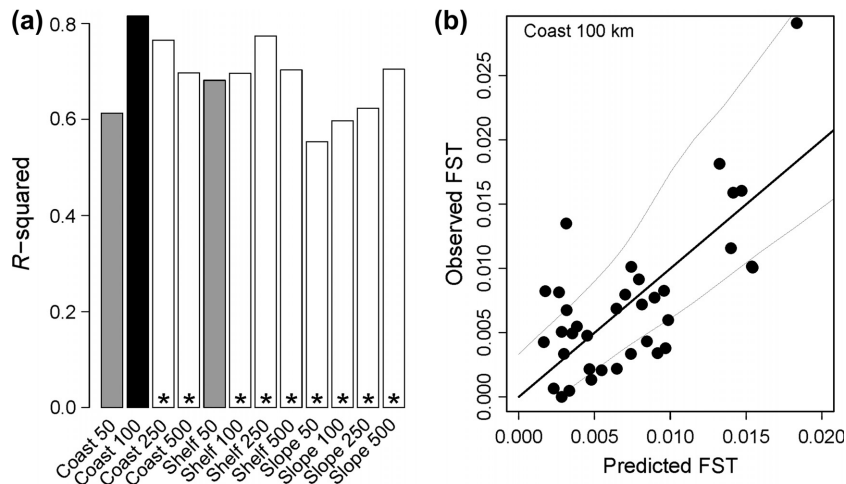 (a)
R−squared
0.8
0.6
0.4
0.2
0.0
* * * * * * * * *
Coast 50
Coast 100
Coast 250
Coast 500
Shelf 50
Shelf 100
Shelf 250
Shelf 500
Slope 50
Slope 100
Slope 250
Slope 500
(b)
Coast 100 km
Observed FST
0.025
0.020
0.015
0.010
0.005
0.000
0.000 0.005 0.010 0.015 0.020
Predicted FST